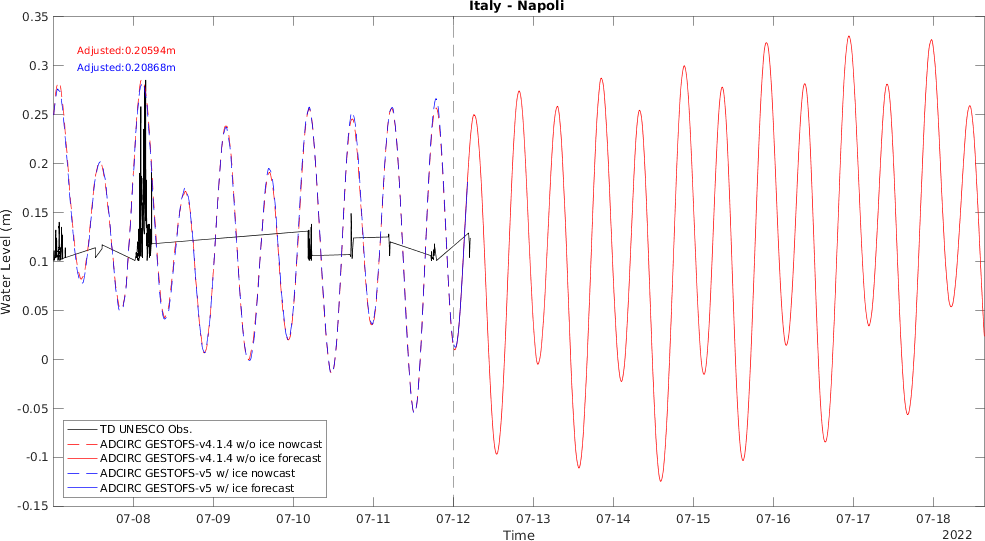 Italy - Napoli
0.35
0.3
0.25
0.2
0.15
0.1
0.05
0
-0.05
-0.1
-0.15
Water Level (m)
Adjusted:0.20594m
Adjusted:0.20868m
TD UNESCO Obs.
ADCIRC GESTOFS-v4.1.4 w/o ice nowcast
ADCIRC GESTOFS-v4.1.4 w/o ice forecast
ADCIRC GESTOFS-v5 w/ ice nowcast
ADCIRC GESTOFS-v5 w/ ice forecast
07-08 07-09 07-10 07-11 07-12 07-13 07-14 07-15 07-16 07-17 07-18
Time
2022